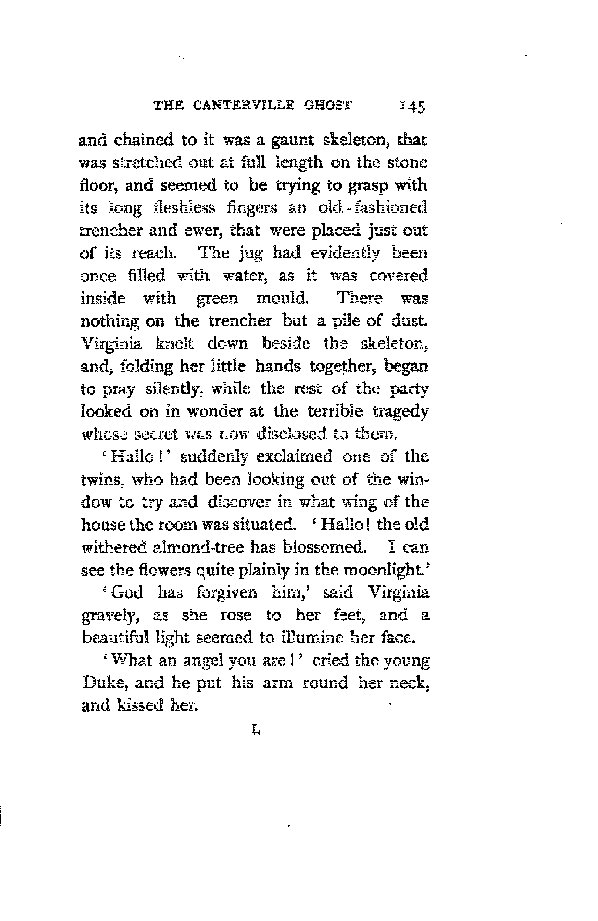 THE CANTERVILLE GHOST 145
and chained to it was a gaunt skeleton, that
was stretched out at full length on the stone
floor, and seemed to be trying to grasp with
its long fleshless fingers an old-fashioned
trencher and ewer, that were placed just out
of its reach. The jug had evidently been
once filled with water, as it was covered
inside with green mould. There was
nothing on the trencher but a pile of dust.
Virginia knelt down beside the skeleton,
and, folding her little hands together, began
to pray silently, while the rest of the party
looked on in wonder at the terrible tragedy
whose secret was now disclosed to them.
'Hallo!' suddenly exclaimed one of the
twins, who had been looking out of the win-
dow to try and discover in what wing of the
house the room was situated. 'Hallo! the old
withered almond-tree has blossomed. I can
see the flowers quite plainly in the moonlight.'
'God has forgiven him,' said Virginia
gravely, as she rose to her feet, and a
beautiful light seemed to illumine her face.
'What an angel you are!' cried the young
Duke, and he put his arm round her neck,
and kissed her.
L